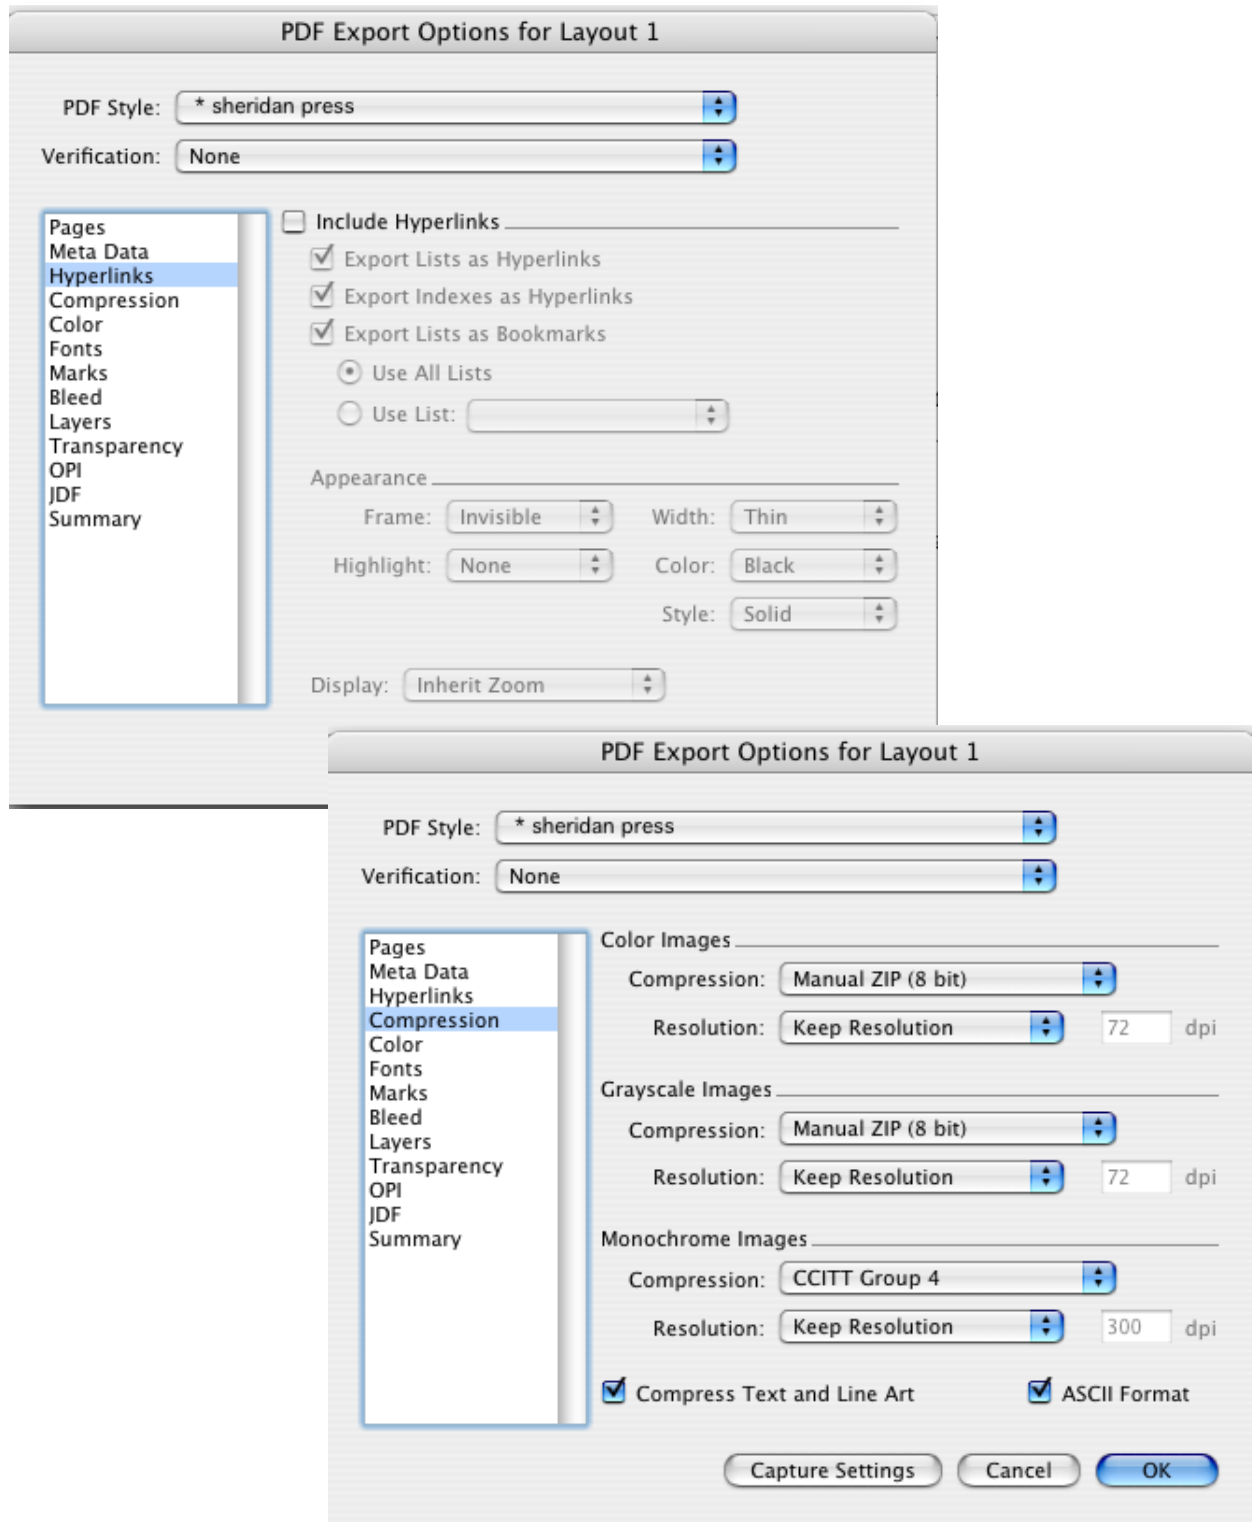 PDF Export Options for Layout 1
PDF Style: * sheridan press
Verification: None
Pages
Meta Data
Hyperlinks
Compression
Color
Fonts
Marks
Bleed
Layers
Transparency
OPI
JDF
Summary
Include Hyperlinks
Export Lists as Hyperlinks
Export Indexes as Hyperlinks
Export Lists as Bookmarks
Use All Lists
Use List:
Appearance
Frame: Invisible Width: Thin
Highlight: None Color: Black
Style: Solid
Display: Inherit Zoom
PDF Export Options for Layout 1
PDF Style: * sheridan press
Verification: None
Pages
Meta Data
Hyperlinks
Compression
Color
Fonts
Marks
Bleed
Layers
Transparency
OPI
JDF
Summary
Color Images
Compression: Manual ZIP (8 bit)
Resolution: Keep Resolution 72 dpi
Grayscale Images
Compression: Manual ZIP (8 bit)
Resolution: Keep Resolution 72 dpi
Monochrome Images
Compression: CCITT Group 4
Resolution: Keep Resolution 300 dpi
Compress Text and Line Art ASCII Format
Capture Settings Cancel OK